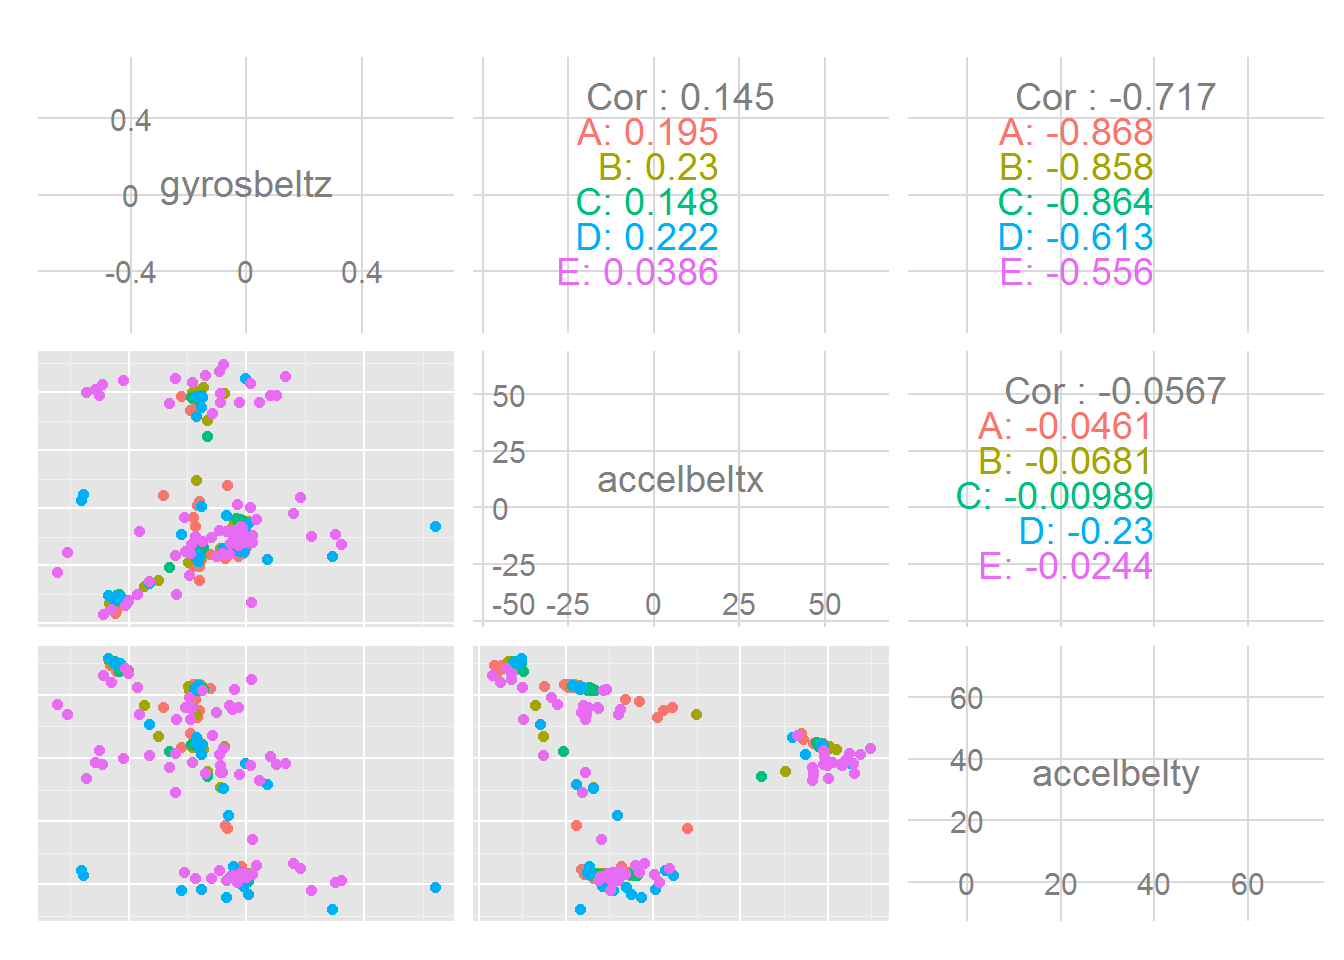 0.4
gyrosbeltz
0
-0.4 0 0.4
Cor : 0.145
A: 0.195
B: 0.23
C: 0.148
D: 0.222
E: 0.0386
Cor : -0.717
A: -0.868
B: -0.858
C: -0.864
D: -0.613
E: -0.556
50
25
accelbeltx
0
-25
-50 -25 0 25 50
Cor : -0.0567
A: -0.0461
B: -0.0681
C: -0.00989
D: -0.23
E: -0.0244
60
40
accelbelty
20
0 20 40 60